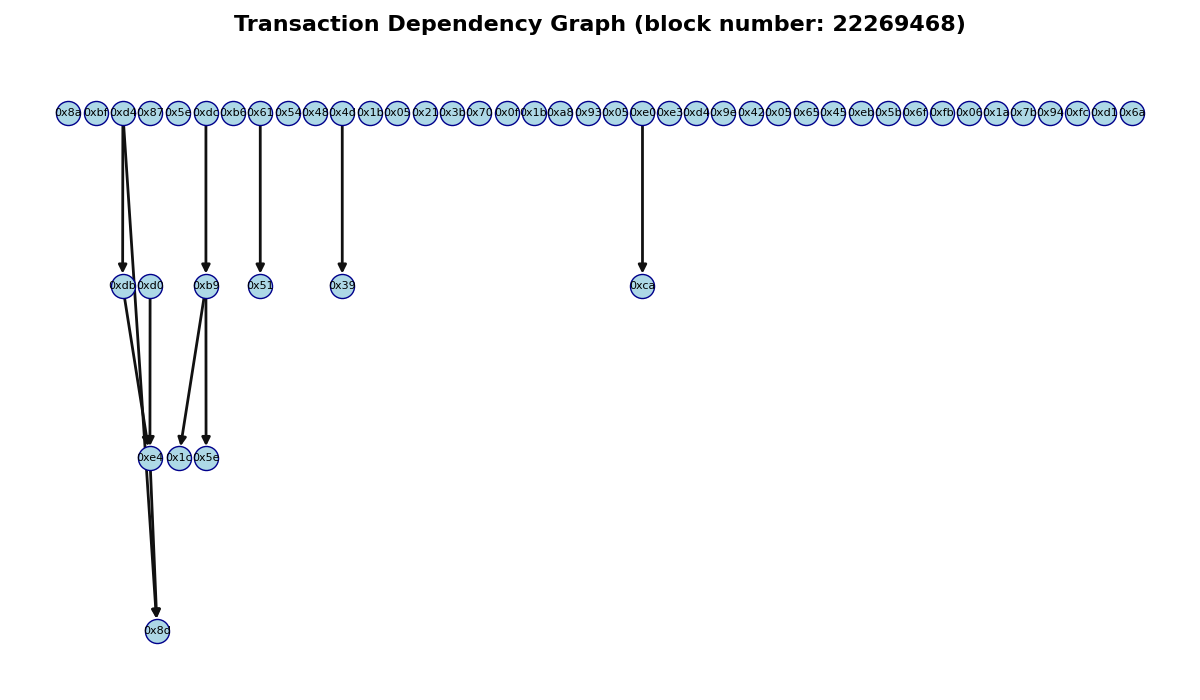 Transaction Dependency Graph (block number: 22269468)
0x8a 0xbf 0xd4 0x87 0x5e 0xdc 0xb6 0x61 0x54 0x48 0x4c 0x1b 0x05 0x21 0x3b 0x70 0x0f 0x1b 0xa8 0x93 0x05 0xe0 0xe3 0xd4 0x9e 0x42 0x05 0x65 0x45 0xeb 0x5b 0x6f 0xfb 0x06 0x1a 0x7b 0x94 0xfc 0xd1 0x6a
0xdb 0xd0 0xb9 0x51 0x39 0xca
0xe4 0x1c 0x5e
0x8d